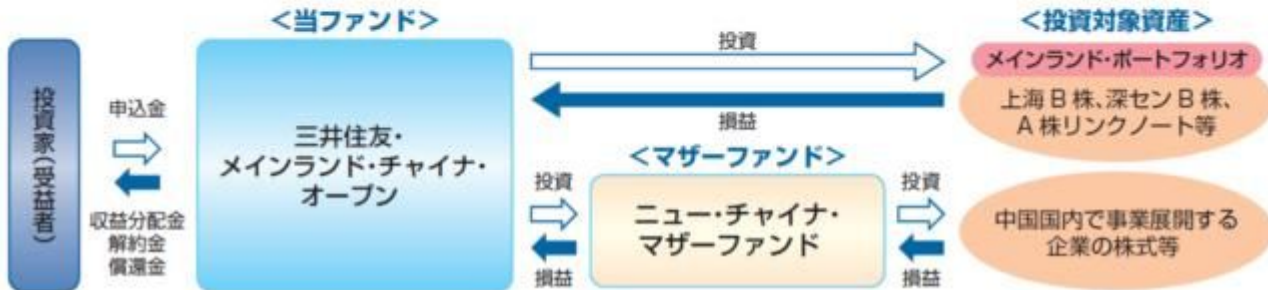 <当ファンド>
<投資対象資産>
投資家(受益者)
申込金
収益分配金
解約金
償還金
三井住友・
メインランド・チャイナ・
オープン
投資
損益
メインランド・ポートフォリオ
上海 B 株、深セン B 株、
A 株リンクノート等
<マザーファンド>
投資
損益
ニュー・チャイナ・
マザーファンド
投資
損益
中国国内で事業展開する
企業の株式等